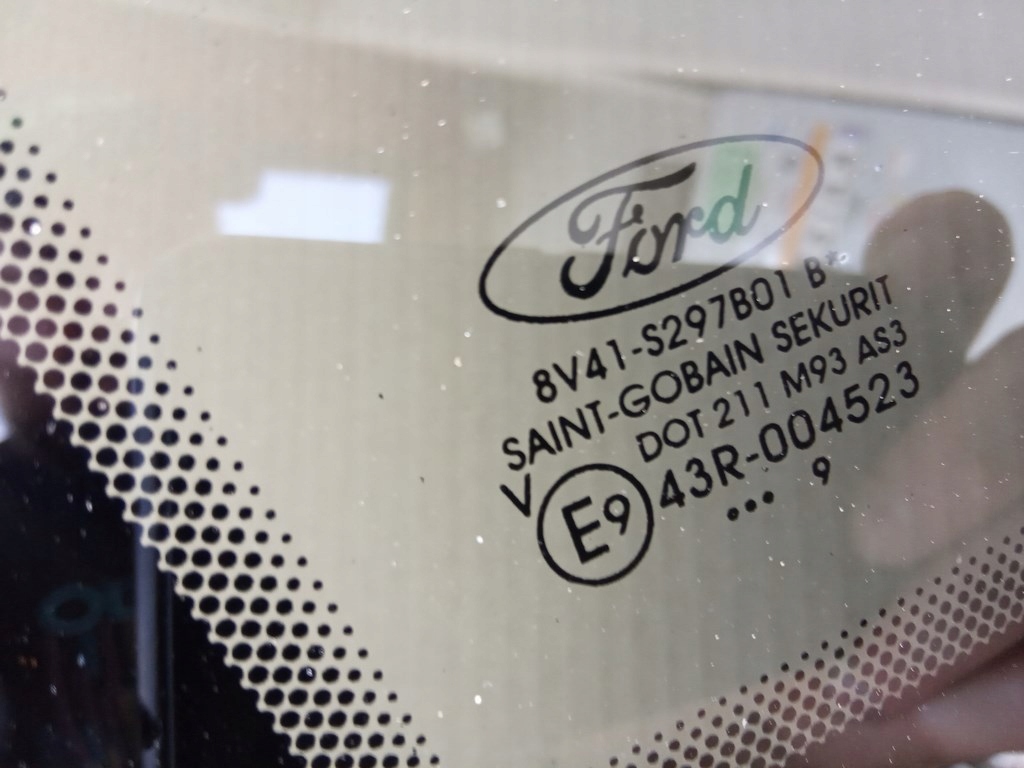 Ford
8V41-S297B01 B*
SAINT-GOBAIN SEKURIT
DOT 211 M93 AS3
V E9 43R-004523
... 9